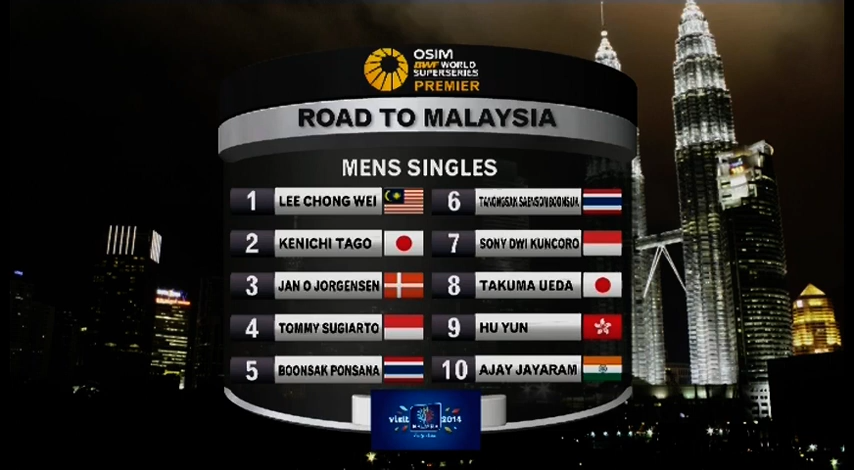 OSIM
BWF WORLD
SUPERSERIES
PREMIER
ROAD TO MALAYSIA
MENS SINGLES
1 LEE CHONG WEI
2 KENICHI TAGO
3 JAN O JORGENSEN
4 TOMMY SUGIARTO
5 BOONSAK PONSANA
6 TANONGSAK SAENSOMBOONSUK
7 SONY DWI KUNCORO
8 TAKUMA UEDA
9 HU YUN
10 AJAY JAYARAM
visit 2014
MALAYSIA